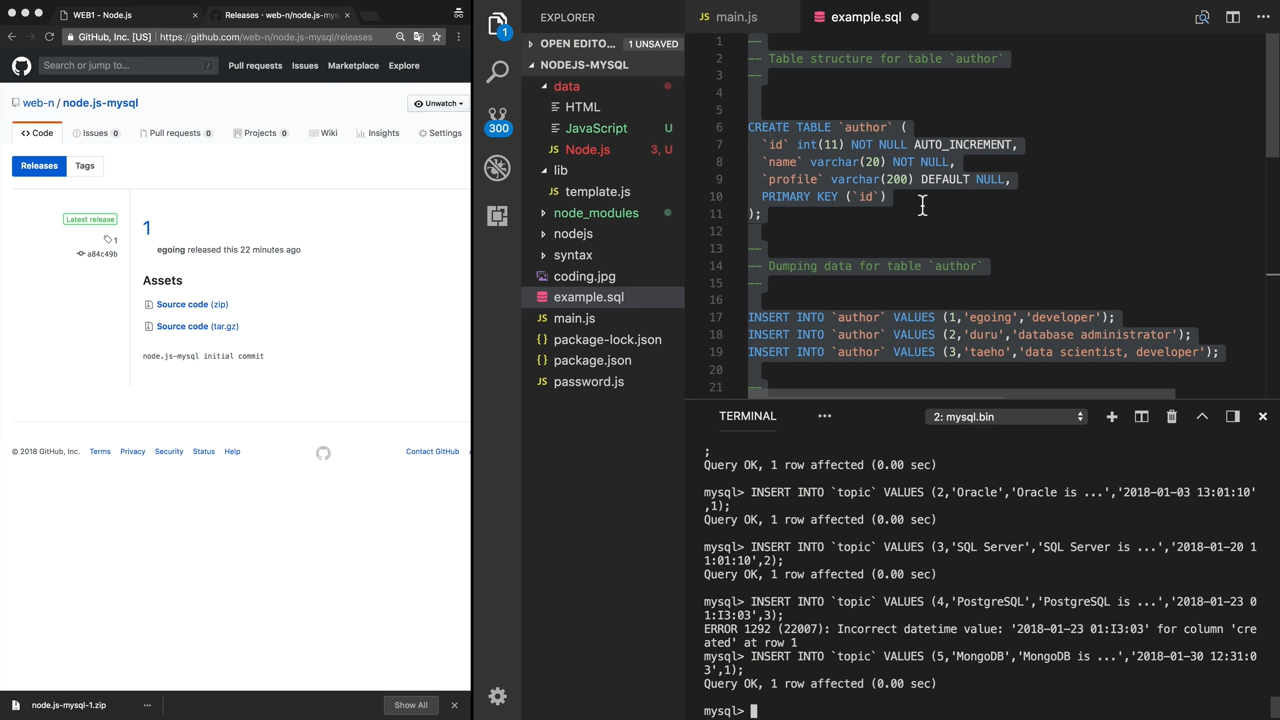 WEB1 - Node.js
Releases · web-n/node.js-mys
GitHub, Inc. [US]
https://github.com/web-n/node.js-mysql/releases
Search or jump to...
/
Pull requests
Issues
Marketplace
Explore
web-n / node.js-mysql
Unwatch
Code
Issues 0
Pull requests 0
Projects 0
Wiki
Insights
Settings
Releases
Tags
Latest release
1
a84c49b
1
egoing released this 22 minutes ago
Assets
Source code (zip)
Source code (tar.gz)
node.js-mysql initial commit
© 2018 GitHub, Inc.
Terms
Privacy
Security
Status
Help
Contact GitHub
node.js-mysql-1.zip
Show All
1
300
EXPLORER
OPEN EDITO...
1 UNSAVED
NODEJS-MYSQL
data
HTML
JavaScript
U
Node.js
3, U
lib
JS template.js
node_modules
nodejs
syntax
coding.jpg
example.sql
JS main.js
{ } package-lock.json
{ } package.json
JS password.js
JS main.js
example.sql
1 --
2 -- Table structure for table `author`
3 --
4
5
6 CREATE TABLE `author` (
7 `id` int(11) NOT NULL AUTO_INCREMENT,
8 `name` varchar(20) NOT NULL,
9 `profile` varchar(200) DEFAULT NULL,
10 PRIMARY KEY (`id`)
11 );
12
13 --
14 -- Dumping data for table `author`
15 --
16
17 INSERT INTO `author` VALUES (1,'egoing','developer');
18 INSERT INTO `author` VALUES (2,'duru','database administrator');
19 INSERT INTO `author` VALUES (3,'taeho','data scientist, developer');
20
21 --
TERMINAL
2: mysql.bin
;
Query OK, 1 row affected (0.00 sec)
mysql> INSERT INTO `topic` VALUES (2,'Oracle','Oracle is ...','2018-01-03 13:01:10'
,1);
Query OK, 1 row affected (0.00 sec)
mysql> INSERT INTO `topic` VALUES (3,'SQL Server','SQL Server is ...','2018-01-20 1
1:01:10',2);
Query OK, 1 row affected (0.00 sec)
mysql> INSERT INTO `topic` VALUES (4,'PostgreSQL','PostgreSQL is ...','2018-01-23 0
1:I3:03',3);
ERROR 1292 (22007): Incorrect datetime value: '2018-01-23 01:I3:03' for column 'cre
ated' at row 1
mysql> INSERT INTO `topic` VALUES (5,'MongoDB','MongoDB is ...','2018-01-30 12:31:0
3',1);
Query OK, 1 row affected (0.00 sec)
mysql>